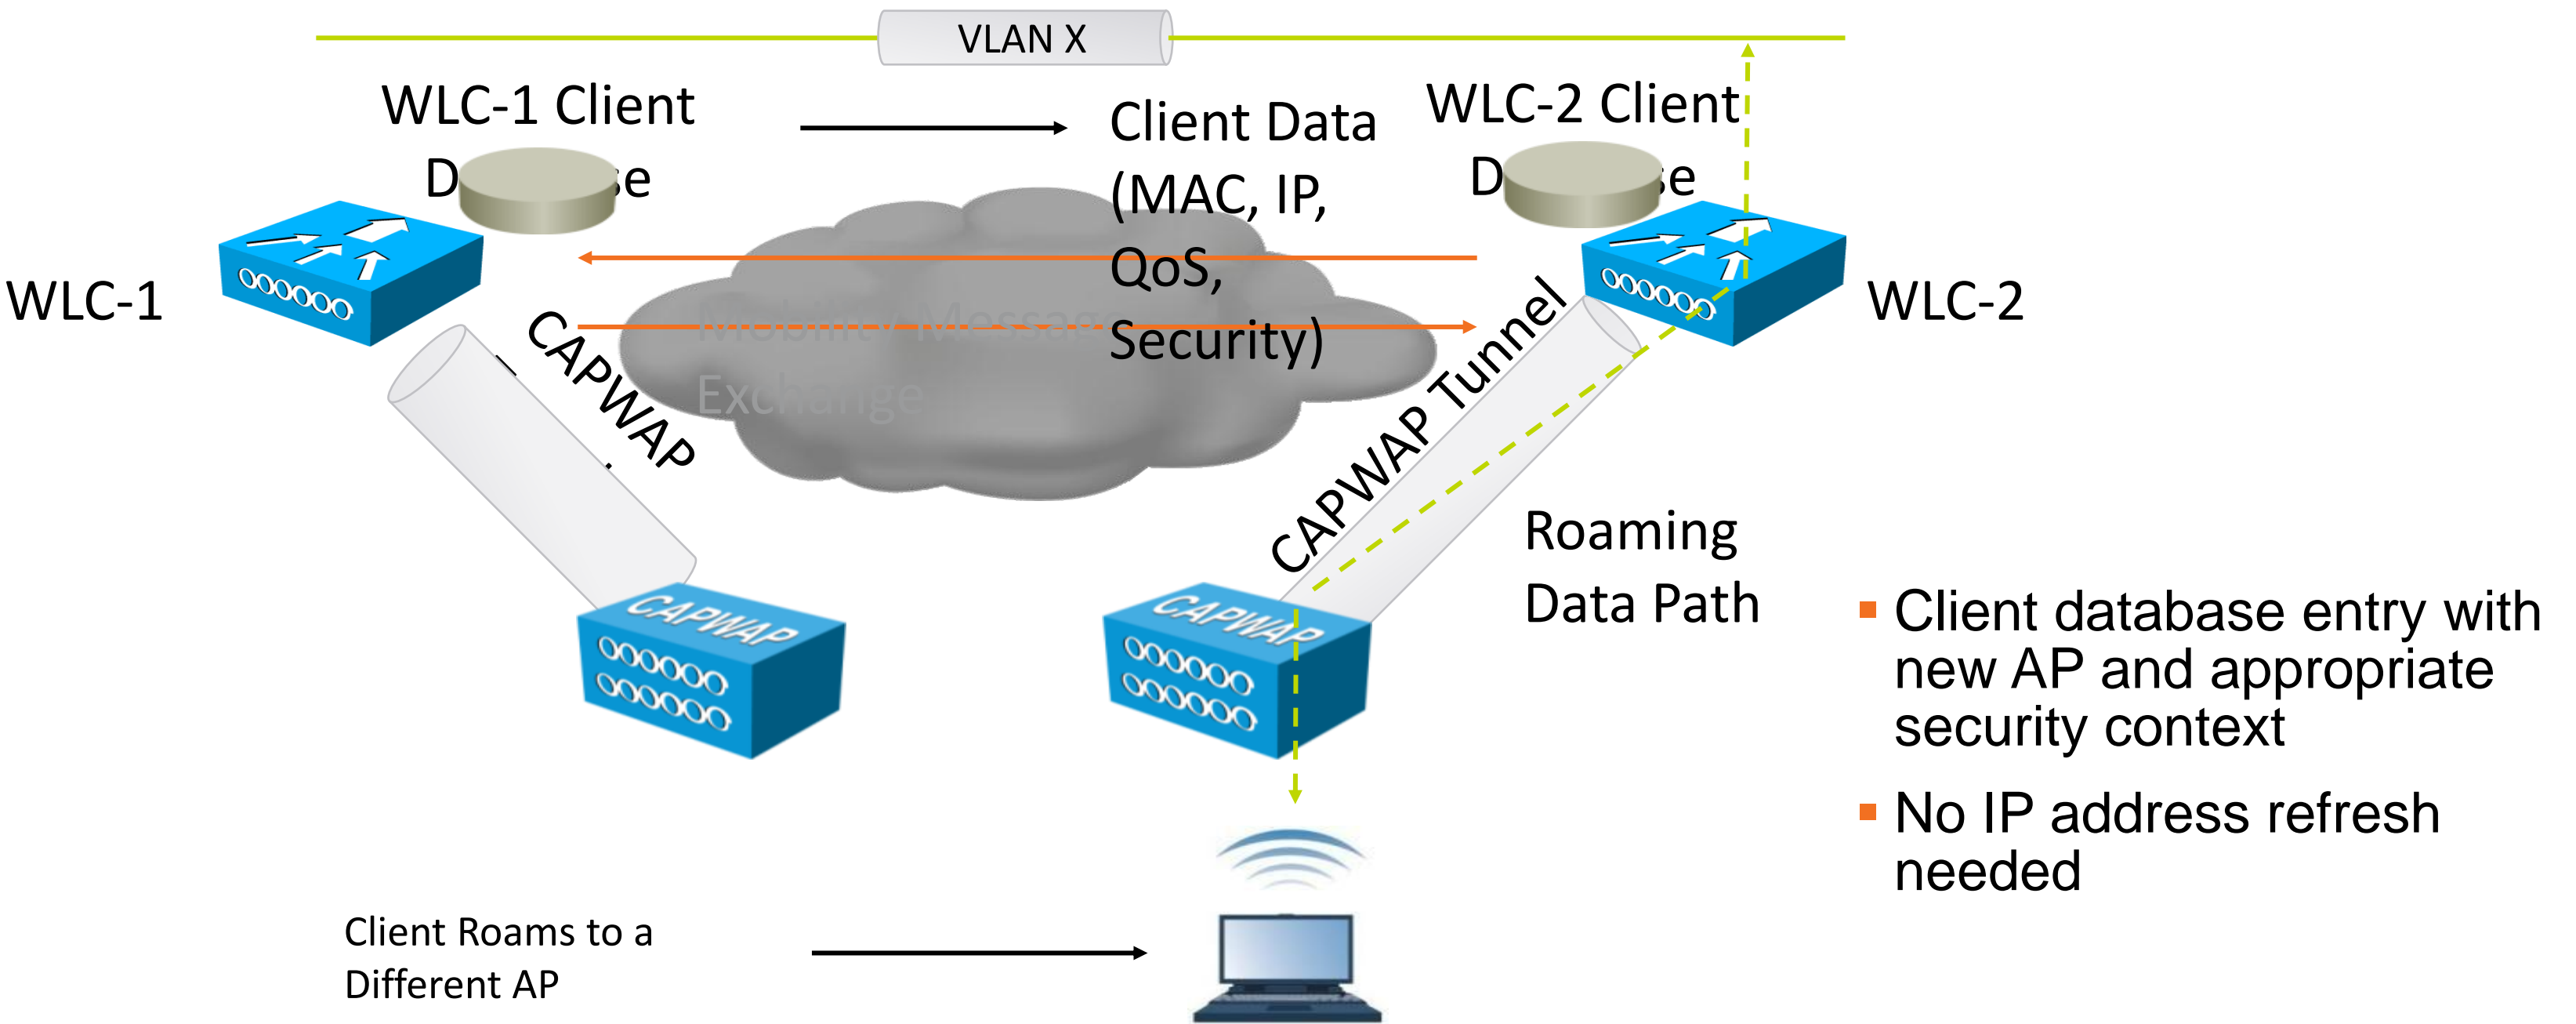 VLAN X
WLC-1 Client
WLC-2 Client
Client Data
(MAC, IP,
QoS,
Security)
WLC-1
WLC-2
CAPWAP
Mobility Message
Exchange
CAPWAP Tunnel
CAPWAP
CAPWAP
Roaming
Data Path
Client database entry with
new AP and appropriate
security context
No IP address refresh
needed
Client Roams to a
Different AP